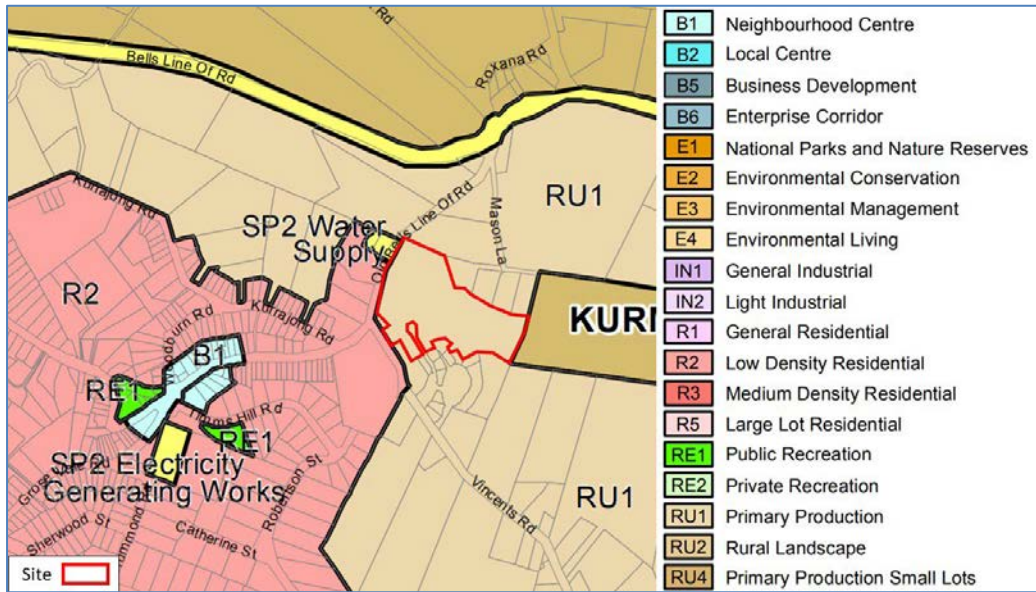 Bells Line Of Rd
Roxana Rd
Kurrajong Rd
SP2 Water
Supply
Old Bells Line Of Rd
Mason La
RU1
R2
Woodburn Rd
Kurrajong Rd
KURM
B1
RE1
Timms Hill Rd
RE1
SP2 Electricity
Generating Works
Robertson St
Sherwood St
Catherine St
Vincents Rd
RU1
Site
B1 Neighbourhood Centre
B2 Local Centre
B5 Business Development
B6 Enterprise Corridor
E1 National Parks and Nature Reserves
E2 Environmental Conservation
E3 Environmental Management
E4 Environmental Living
IN1 General Industrial
IN2 Light Industrial
R1 General Residential
R2 Low Density Residential
R3 Medium Density Residential
R5 Large Lot Residential
RE1 Public Recreation
RE2 Private Recreation
RU1 Primary Production
RU2 Rural Landscape
RU4 Primary Production Small Lots